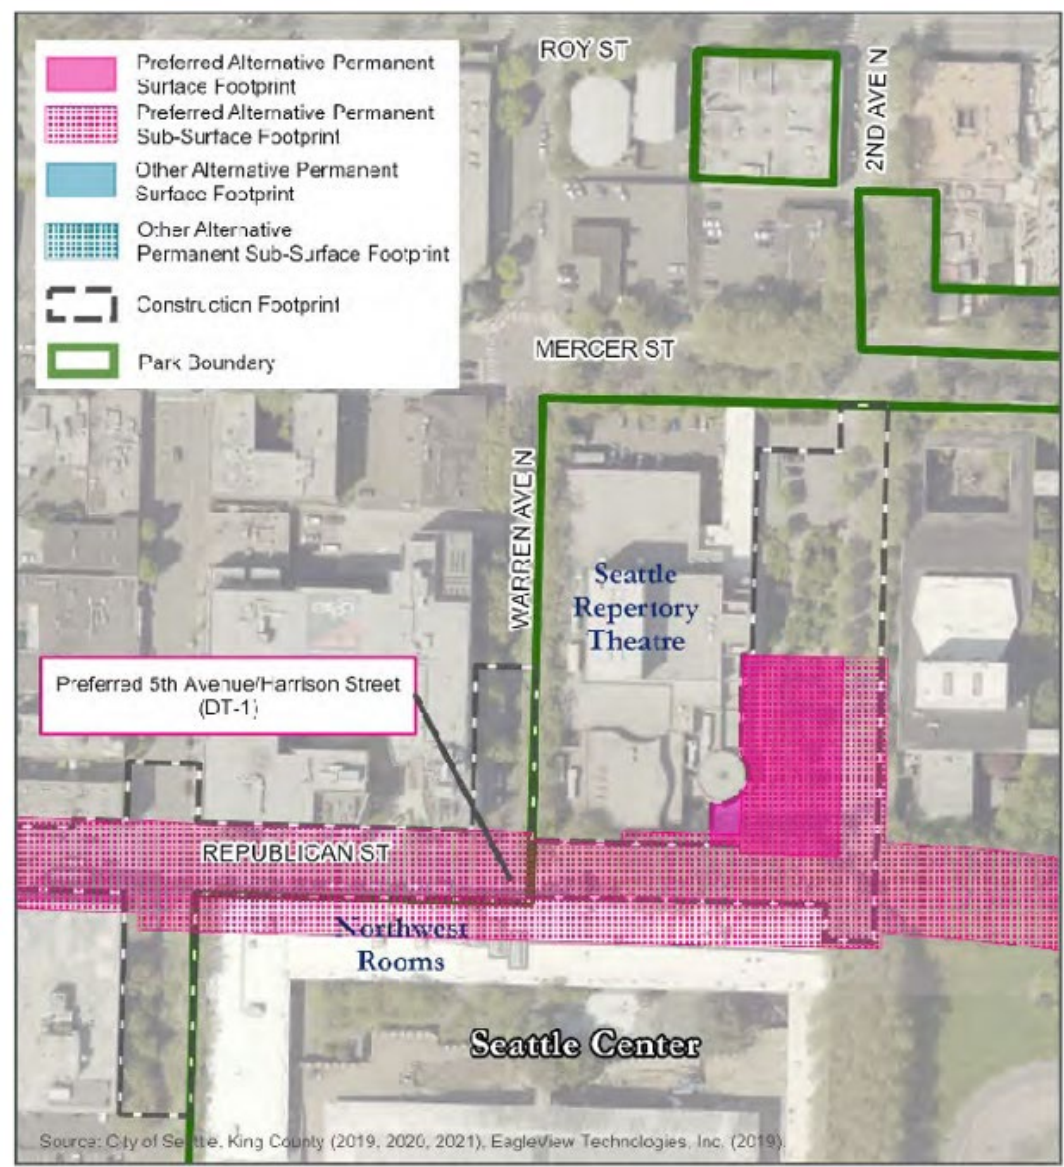 Preferred Alternative Permanent
Surface Footprint
Preferred Alternative Permanent
Sub-Surface Footprint
Other Alternative Permanent
Surface Footprint
Other Alternative
Permanent Sub-Surface Footprint
Construction Footprint
Park Boundary
ROY ST
2ND AVE N
MERCER ST
WARREN AVE N
Seattle
Repertory
Theatre
Preferred 5th Avenue/Harrison Street
(DT-1)
REPUBLICAN ST
Northwest
Rooms
Seattle Center
Source: City of Seattle, King County (2019, 2020, 2021), EagleView Technologies, Inc. (2019).